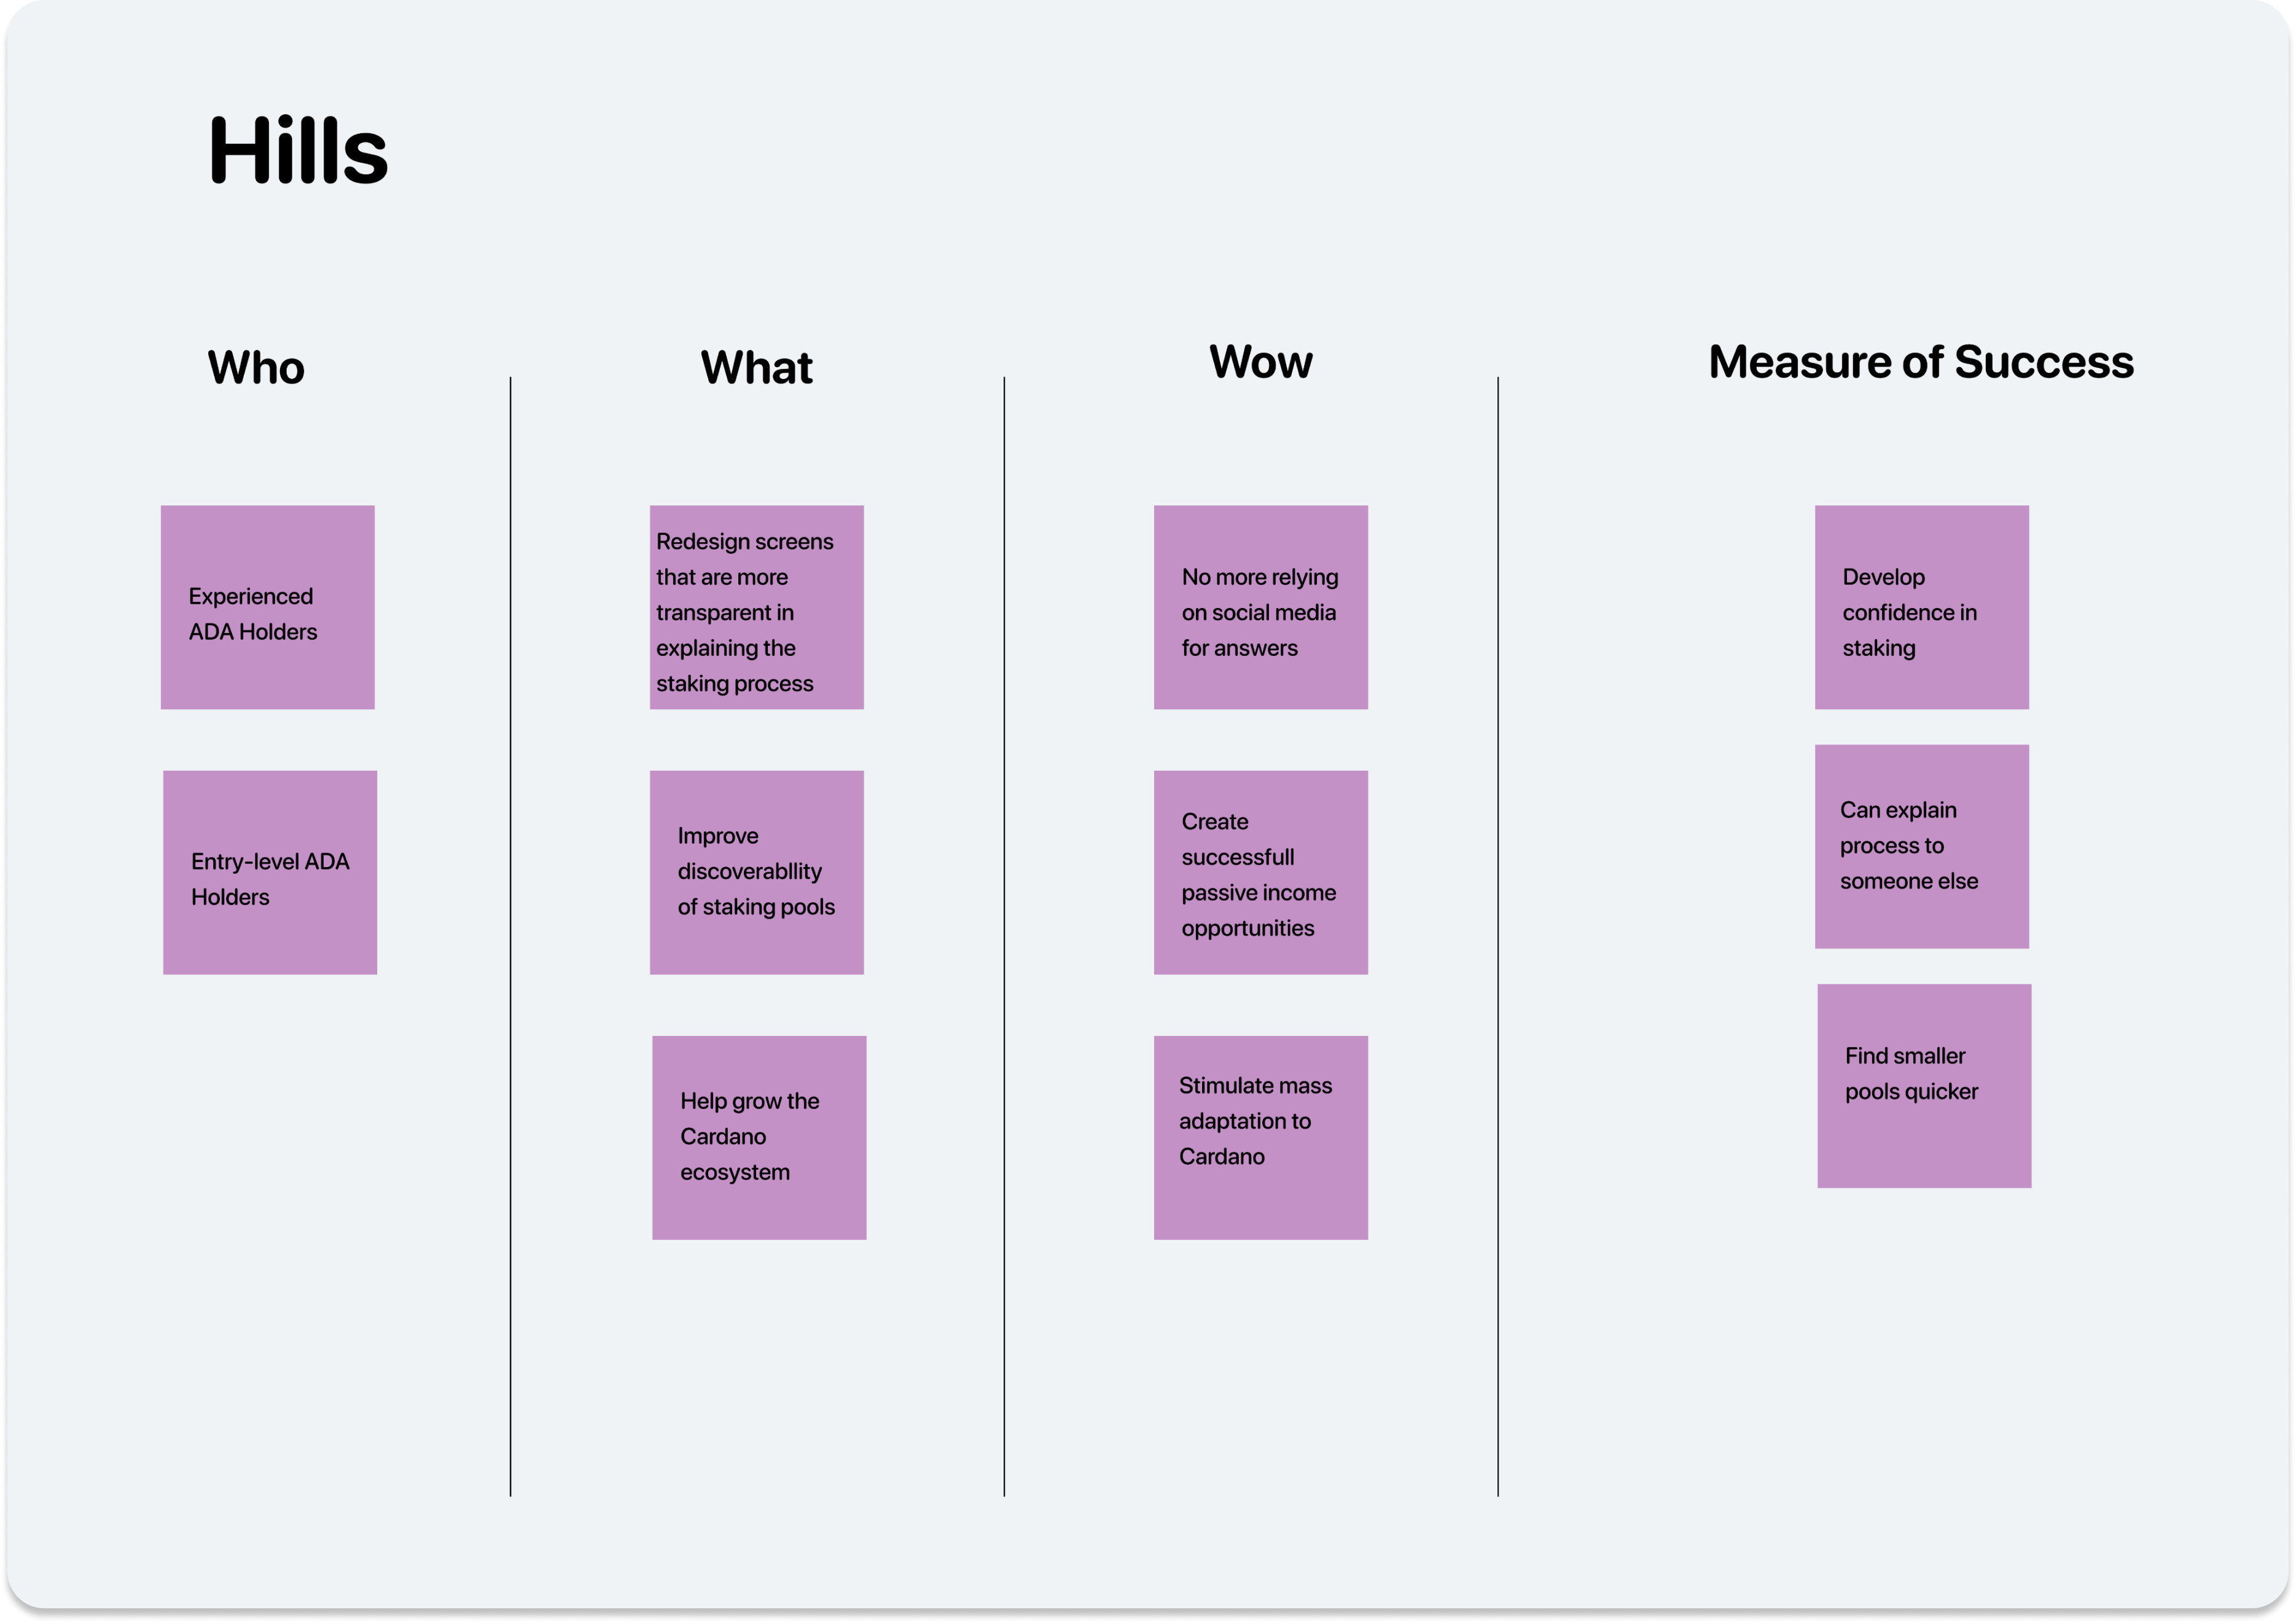 Hills
Who
What
Wow
Measure of Success
Experienced
ADA Holders
Entry-level ADA
Holders
Redesign screens
that are more
transparent in
explaining the
staking process
Improve
discoverabllity
of staking pools
Help grow the
Cardano
ecosystem
No more relying
on social media
for answers
Create
successfull
passive income
opportunities
Stimulate mass
adaptation to
Cardano
Develop
confidence in
staking
Can explain
process to
someone else
Find smaller
pools quicker